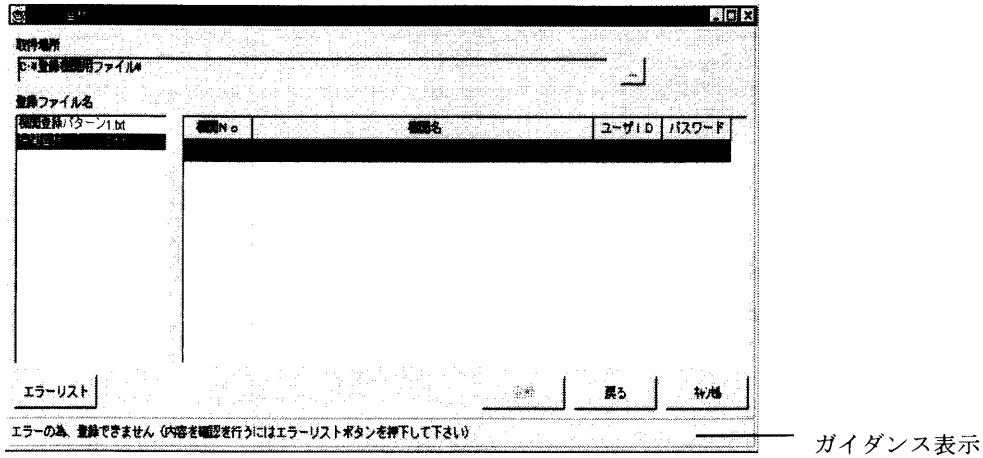 取得場所
C:¥登録機関用ファイル¥
登録ファイル名
機関登録パターン1.txt
機関No
機関名
ユーザID
パスワード
エラーリスト
戻る
キャンセル
エラーの為、登録できません（内容を確認を行うにはエラーリストボタンを押下して下さい）
ガイダンス表示